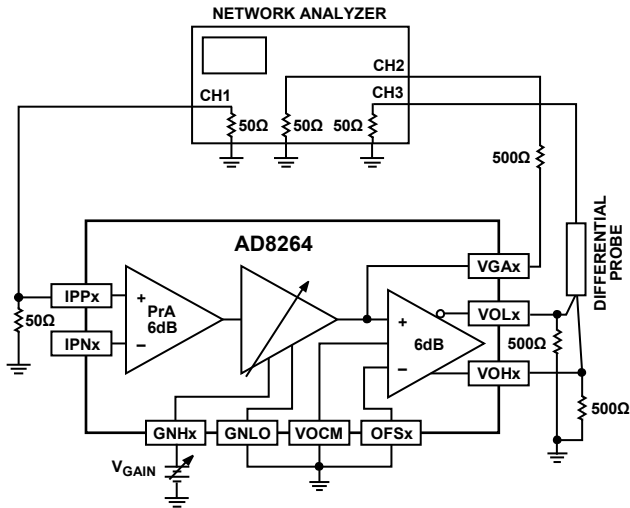 NETWORK ANALYZER
CH1
CH2
CH3
50Ω
50Ω
50Ω
500Ω
DIFFERENTIAL
PROBE
AD8264
IPPx
IPNx
50Ω
+
PrA
6dB
–
+
6dB
–
VGAx
VOLx
VOHx
500Ω
500Ω
GNHx
GNLO
VOCM
OFSx
VGAIN